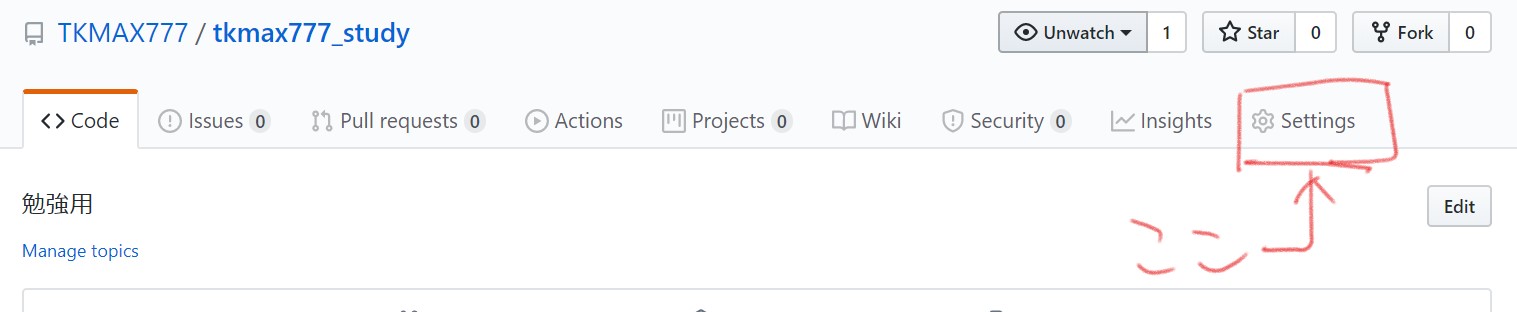 TKMAX777 / tkmax777_study
Unwatch 1 Star 0 Fork 0
Code Issues 0 Pull requests 0 Actions Projects 0 Wiki Security 0 Insights Settings
勉強用
Edit
ここ
Manage topics